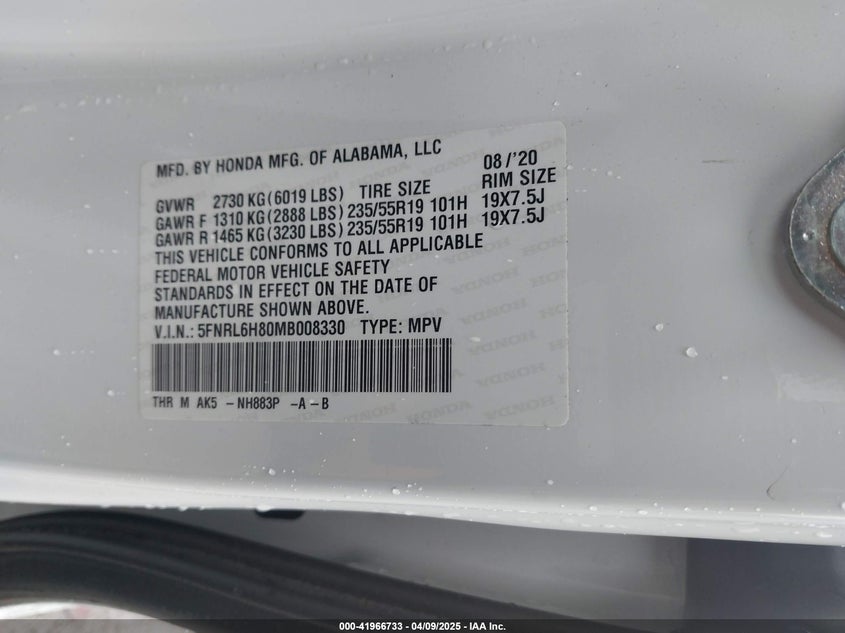 MFD. BY HONDA MFG. OF ALABAMA, LLC 08/'20
GVWR 2730 KG(6019 LBS) TIRE SIZE RIM SIZE
GAWR F 1310 KG(2888 LBS) 235/55R19 101H 19X7.5J
GAWR R 1465 KG(3230 LBS) 235/55R19 101H 19X7.5J
THIS VEHICLE CONFORMS TO ALL APPLICABLE
FEDERAL MOTOR VEHICLE SAFETY
STANDARDS IN EFFECT ON THE DATE OF
MANUFACTURE SHOWN ABOVE.
V.I.N.: 5FNRL6H80MB008330 TYPE: MPV
THR M AK5 -NH883P -A-B
000-41966733 - 04/09/2025 - IAA Inc.